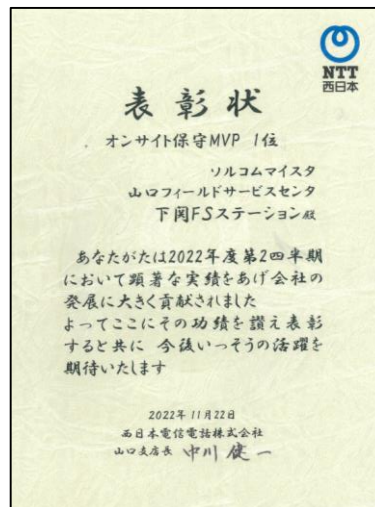 NTT
西日本
表彰状
オンサイト保守MVP 1位
ソルコムマイスタ
山口フィールドサービスセンタ
下関FSステーション殿
あなたがたは2022年度第2四半期
において顕著な実績をあげ会社の
発展に大きく貢献されました
よってここにその功績を讃え表彰
すると共に 今後いっそうの活躍を
期待いたします
2022年11月22日
西日本電信電話株式会社
山口支店長 中川健一